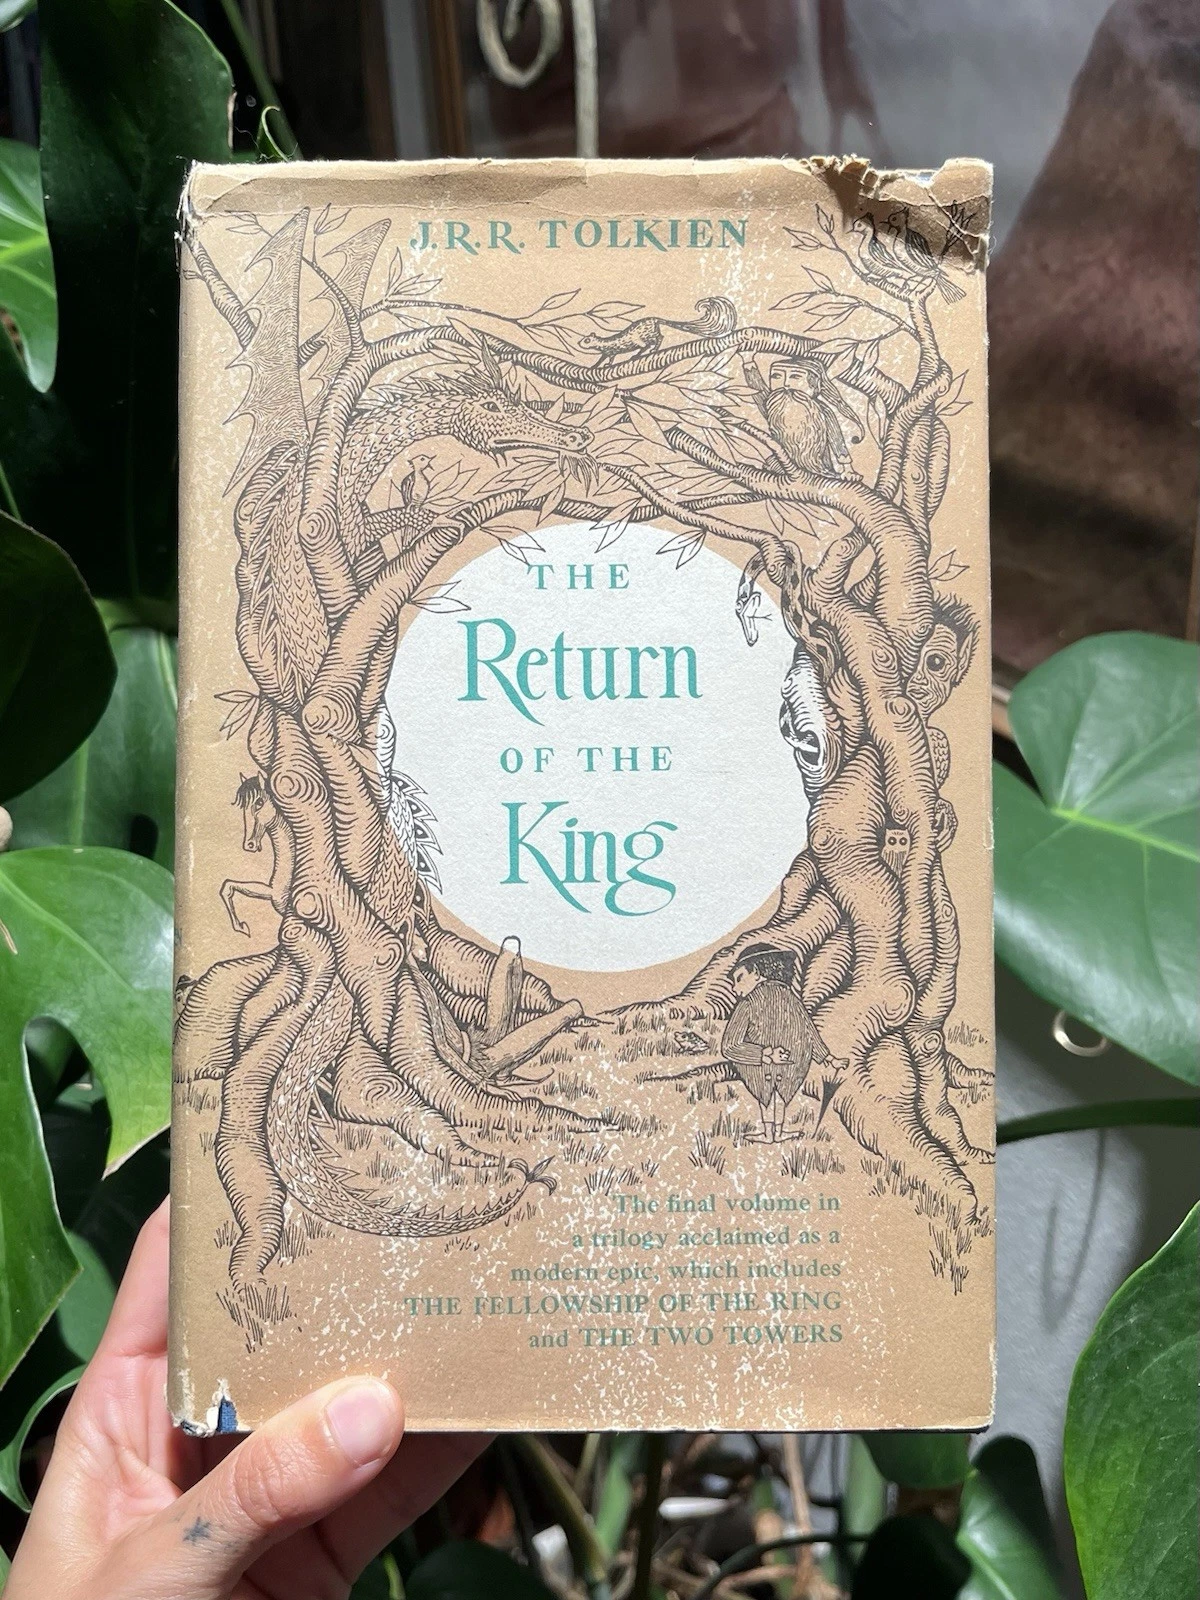 J.R.R. TOLKIEN
THE
Return
OF THE
King
The final volume in
a trilogy acclaimed as a
modern epic, which includes
THE FELLOWSHIP OF THE RING
and THE TWO TOWERS